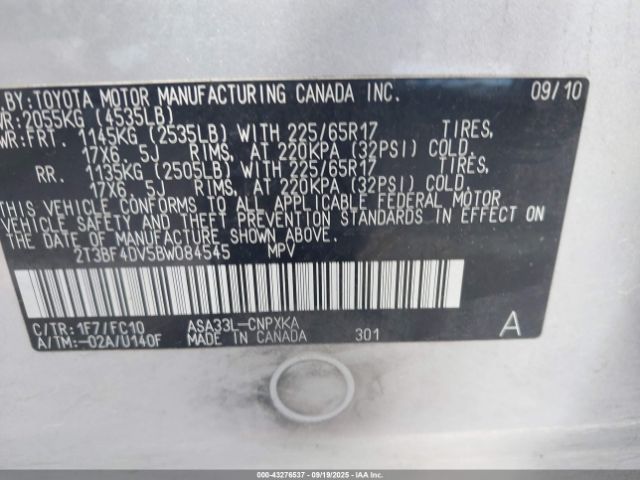 BY: TOYOTA MOTOR MANUFACTURING CANADA INC. 09/10
WR: 2055KG (4535LB)
WR: FRT. 1145KG (2535LB) WITH 225/65R17 TIRES,
17X6.5J RIMS, AT 220KPA (32PSI) COLD.
RR. 1135KG (2505LB) WITH 225/65R17 TIRES,
17X6.5J RIMS, AT 220KPA (32PSI) COLD.
THIS VEHICLE CONFORMS TO ALL APPLICABLE FEDERAL MOTOR
VEHICLE SAFETY AND THEFT PREVENTION STANDARDS IN EFFECT ON
THE DATE OF MANUFACTURE SHOWN ABOVE.
2T3BF4DV5BW084545 MPV
C/TR: 1F7/FC10 ASA33L-CNPXKA
A/TM: -02A/U140F MADE IN CANADA 301 A
000-43276537 - 09/19/2025 - IAA Inc.